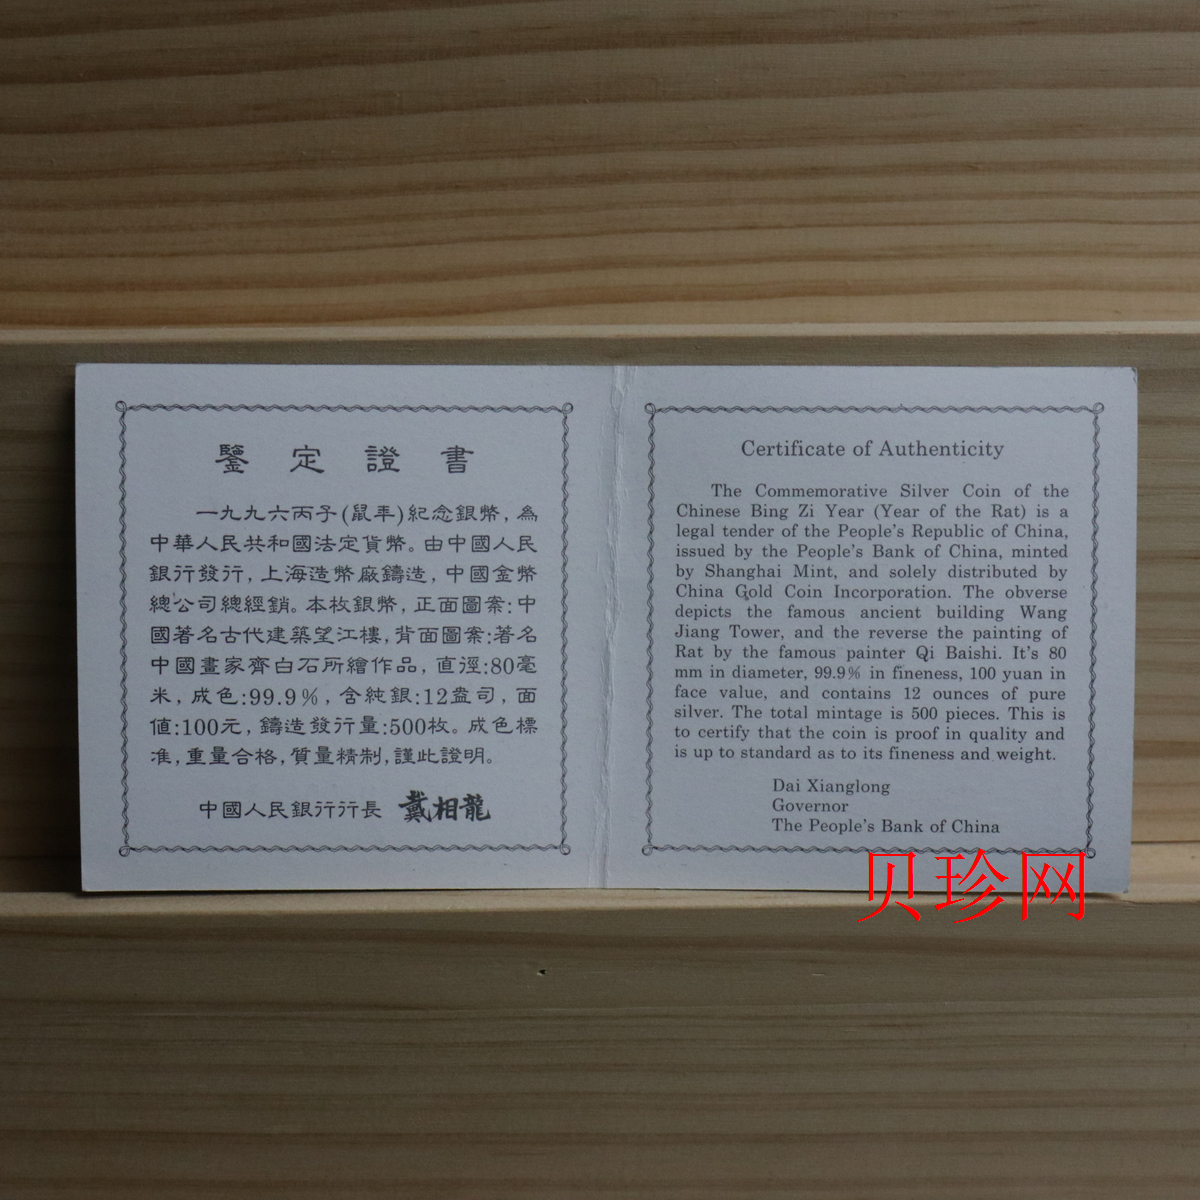 鑒定證書
一九九六丙子(鼠年)紀念銀幣,為
中華人民共和國法定貨幣。由中國人民
銀行發行,上海造幣廠鑄造,中國金幣
總公司總經銷。本枚銀幣,正面圖案:中
國著名古代建築望江樓,背面圖案:著名
中國畫家齊白石所繪作品,直徑:80毫
米,成色:99.9%,含純銀:12盎司,面
值:100元,鑄造發行量:500枚。成色標
准,重量合格,質量精制,謹此證明。
中國人民銀行行長 戴相龍
Certificate of Authenticity
The Commemorative Silver Coin of the
Chinese Bing Zi Year (Year of the Rat) is a
legal tender of the People's Republic of China,
issued by the People's Bank of China, minted
by Shanghai Mint, and solely distributed by
China Gold Coin Incorporation. The obverse
depicts the famous ancient building Wang
Jiang Tower, and the reverse the painting of
Rat by the famous painter Qi Baishi. It's 80
mm in diameter, 99.9% in fineness, 100 yuan in
face value, and contains 12 ounces of pure
silver. The total mintage is 500 pieces. This is
to certify that the coin is proof in quality and
is up to standard as to its fineness and weight.
Dai Xianglong
Governor
The People's Bank of China
贝珍网